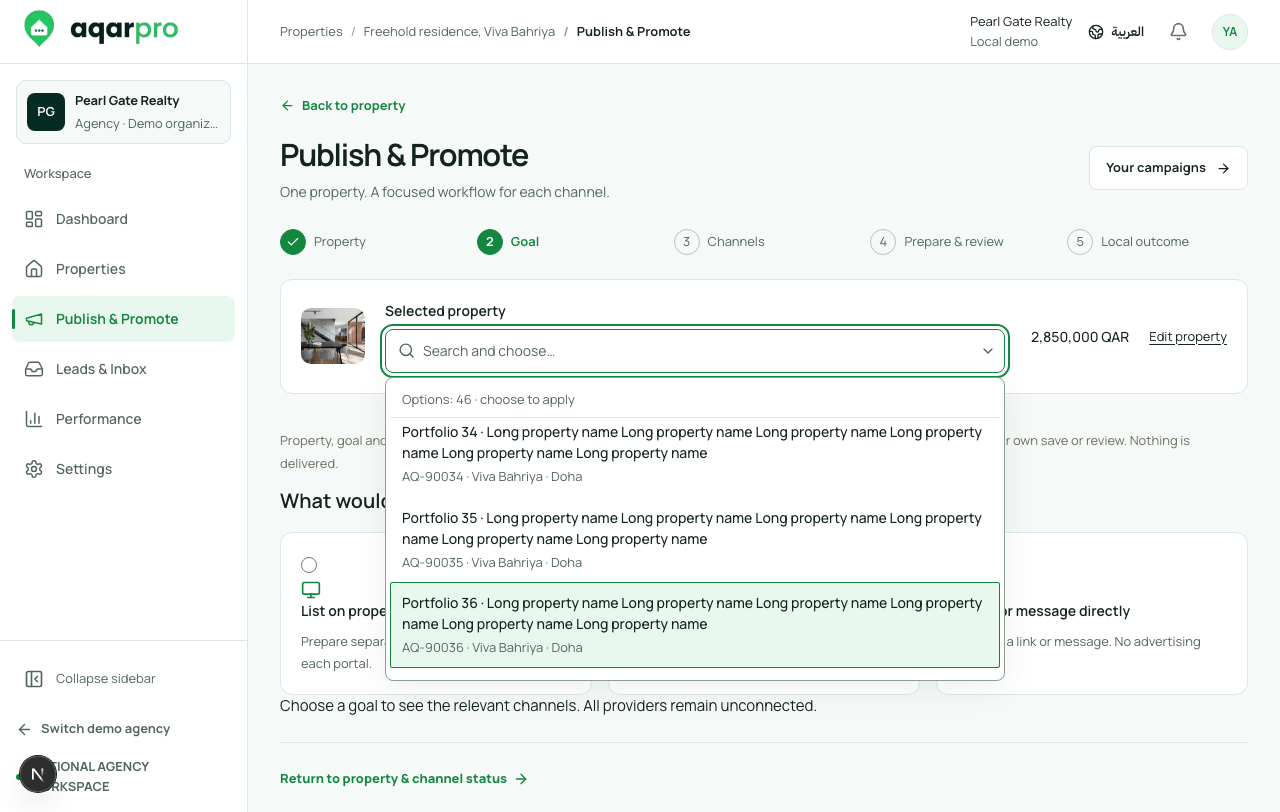 aqarpro
Properties / Freehold residence, Viva Bahriya / Publish & Promote
Pearl Gate Realty
Local demo
العربية
YA
PG
Pearl Gate Realty
Agency · Demo organiz...
Workspace
Dashboard
Properties
Publish & Promote
Leads & Inbox
Performance
Settings
Collapse sidebar
Switch demo agency
IONAL AGENCY
RKSPACE
N
Back to property
Publish & Promote
One property. A focused workflow for each channel.
Your campaigns
Property
2 Goal
3 Channels
4 Prepare & review
5 Local outcome
Selected property
Search and choose...
2,850,000 QAR
Edit property
Options: 46 · choose to apply
Portfolio 34 · Long property name Long property name Long property name Long property
name Long property name Long property name
AQ-90034 · Viva Bahriya · Doha
Portfolio 35 · Long property name Long property name Long property name Long property
name Long property name Long property name
AQ-90035 · Viva Bahriya · Doha
Portfolio 36 · Long property name Long property name Long property name Long property
name Long property name Long property name
AQ-90036 · Viva Bahriya · Doha
Property, goal and
r own save or review. Nothing is
delivered.
What would
List on prope
Prepare separ
each portal.
r message directly
a link or message. No advertising
Choose a goal to see the relevant channels. All providers remain unconnected.
Return to property & channel status